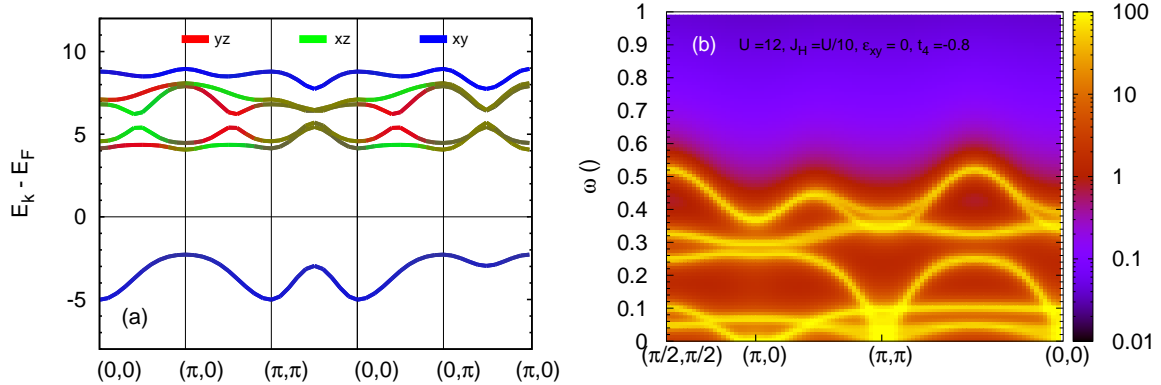 yz xz xy
10
5
0
-5
E_k - E_F
(a)
(0,0) (π,0) (π,π) (0,0) (0,π) (π,0)
(b) U =12, J_H =U/10, ε_xy = 0, t_4 =-0.8
1
0.9
0.8
0.7
0.6
0.5
0.4
0.3
0.2
0.1
0
ω ()
(π/2,π/2) (π,0) (π,π) (0,0)
100
10
1
0.1
0.01